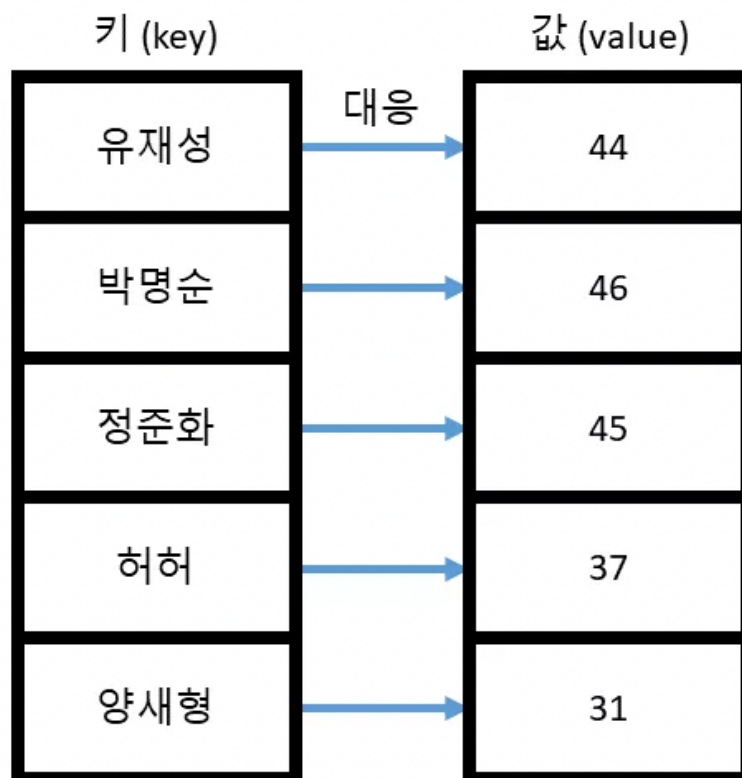 키 (key) 값 (value)
대응
유재성 44
박명순 46
정준화 45
허허 37
양새형 31